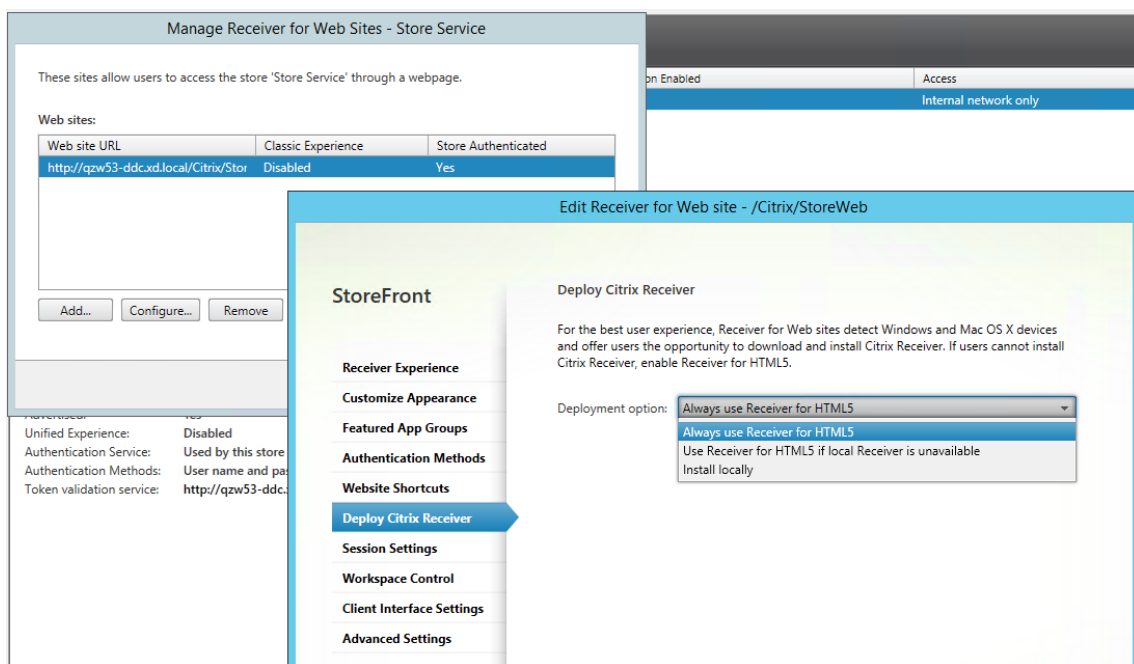 Manage Receiver for Web Sites - Store Service
These sites allow users to access the store 'Store Service' through a webpage.
Web sites:
Web site URL Classic Experience Store Authenticated
http://qzw53-ddc.xd.local/Citrix/Stor Disabled Yes
Add... Configure... Remove
on Enabled Access
Internal network only
Unified Experience: Disabled
Authentication Service: Used by this store
Authentication Methods: User name and pas
Token validation service: http://qzw53-ddc.
Edit Receiver for Web site - /Citrix/StoreWeb
StoreFront
Receiver Experience
Customize Appearance
Featured App Groups
Authentication Methods
Website Shortcuts
Deploy Citrix Receiver
Session Settings
Workspace Control
Client Interface Settings
Advanced Settings
Deploy Citrix Receiver
For the best user experience, Receiver for Web sites detect Windows and Mac OS X devices
and offer users the opportunity to download and install Citrix Receiver. If users cannot install
Citrix Receiver, enable Receiver for HTML5.
Deployment option: Always use Receiver for HTML5
Always use Receiver for HTML5
Use Receiver for HTML5 if local Receiver is unavailable
Install locally